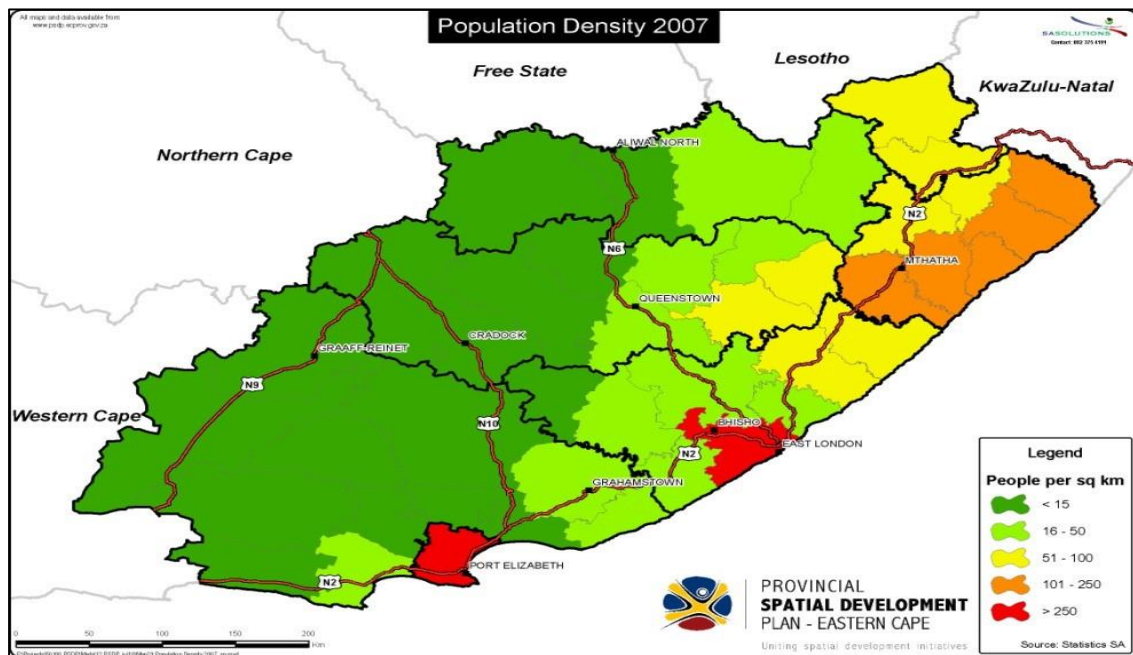 All maps and data available from
www.psdp.ecprov.gov.za
Population Density 2007
SASOLUTIONS
Free State
Lesotho
KwaZulu-Natal
Northern Cape
ALIWAL NORTH
N2
N6
MTHATHA
QUEENSTOWN
CRADOCK
GRAAFF-REINET
N9
Western Cape
N10
BHISHO
EAST LONDON
N2
GRAHAMSTOWN
PORT ELIZABETH
N2
Legend
People per sq km
< 15
16 - 50
51 - 100
101 - 250
> 250
Source: Statistics SA
PROVINCIAL
SPATIAL DEVELOPMENT
PLAN - EASTERN CAPE
Uniting spatial development initiatives
0 50 100 200
Km